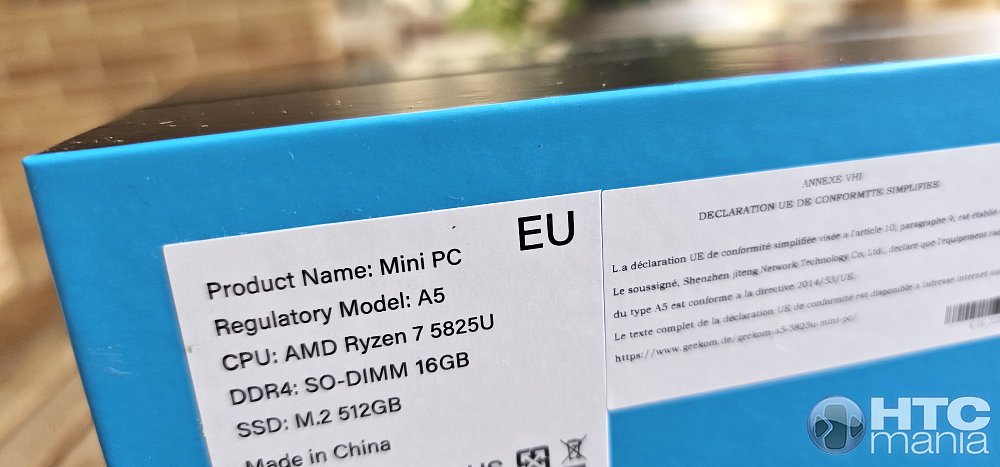 EU
Product Name: Mini PC
Regulatory Model: A5
CPU: AMD Ryzen 7 5825U
DDR4: SO-DIMM 16GB
SSD: M.2 512GB
Made in China
ANNEXE VHI
DECLARATION UE DE CONFORMITTE SIMPLIFIEE
L.a déclaration UE de conformité simplifiée visée a l'article 10; paragraphe 9; est établie
Le soussigné, Shenzhen jiteng Network Technology Co, Ltd., déclare que l'equipement
du type A5 est conforme a la directive 2014/53/UE;
Le texte complet de la déclaration UE de conformité est disponible a adresse internet
https://www.geekom.de/geekom-a5-5825u-mini-pc/
HTC
mania